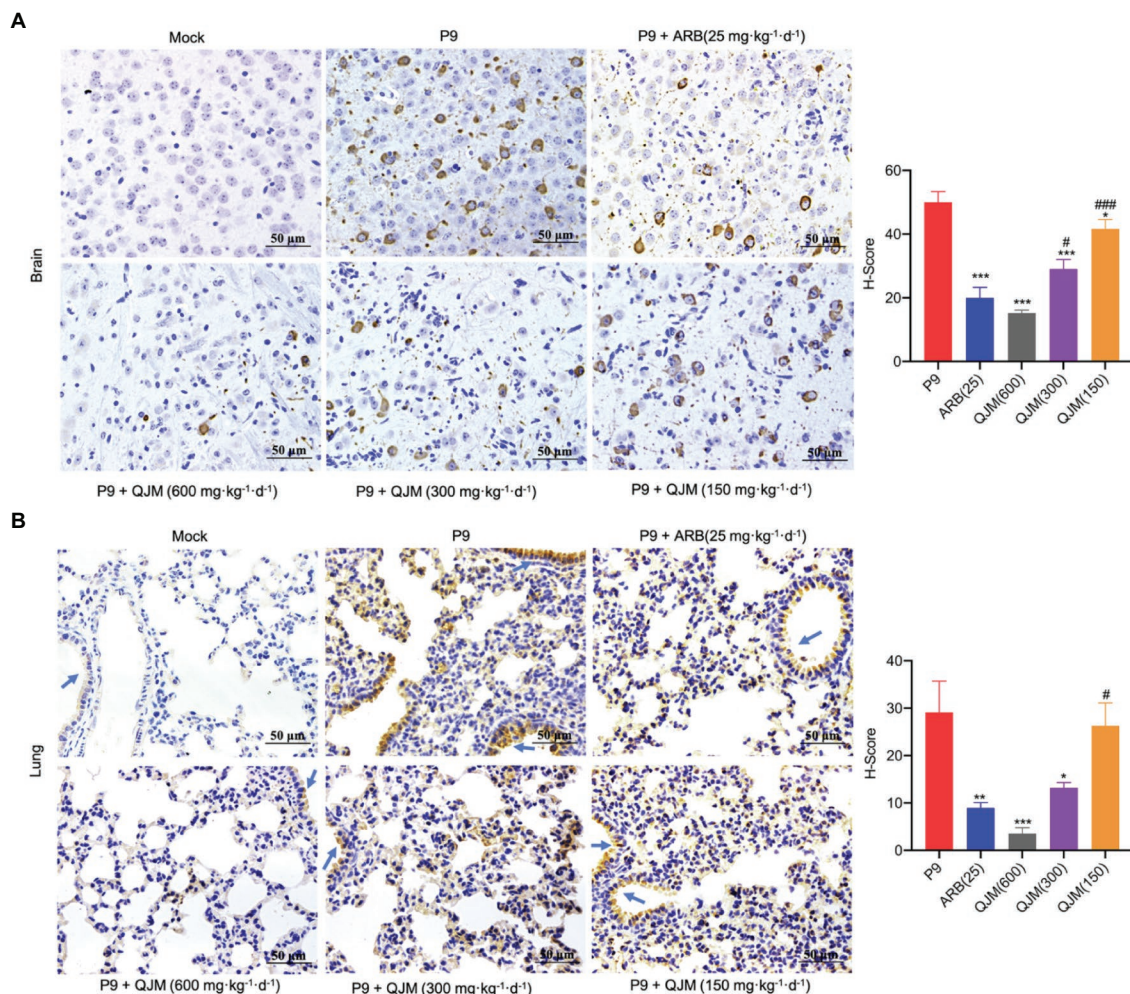 A
Mock
P9
P9 + ARB(25 mg·kg⁻¹·d⁻¹)
50 µm
50 µm
50 µm
Brain
50 µm
50 µm
50 µm
P9 + QJM (600 mg·kg⁻¹·d⁻¹)
P9 + QJM (300 mg·kg⁻¹·d⁻¹)
P9 + QJM (150 mg·kg⁻¹·d⁻¹)
60
40
20
0
H-Score
***
***
#
***
###
*
P9
ARB(25)
QJM(600)
QJM(300)
QJM(150)
B
Mock
P9
P9 + ARB(25 mg·kg⁻¹·d⁻¹)
50 µm
50 µm
50 µm
Lung
50 µm
50 µm
50 µm
P9 + QJM (600 mg·kg⁻¹·d⁻¹)
P9 + QJM (300 mg·kg⁻¹·d⁻¹)
P9 + QJM (150 mg·kg⁻¹·d⁻¹)
40
30
20
10
0
H-Score
**
***
*
#
P9
ARB(25)
QJM(600)
QJM(300)
QJM(150)